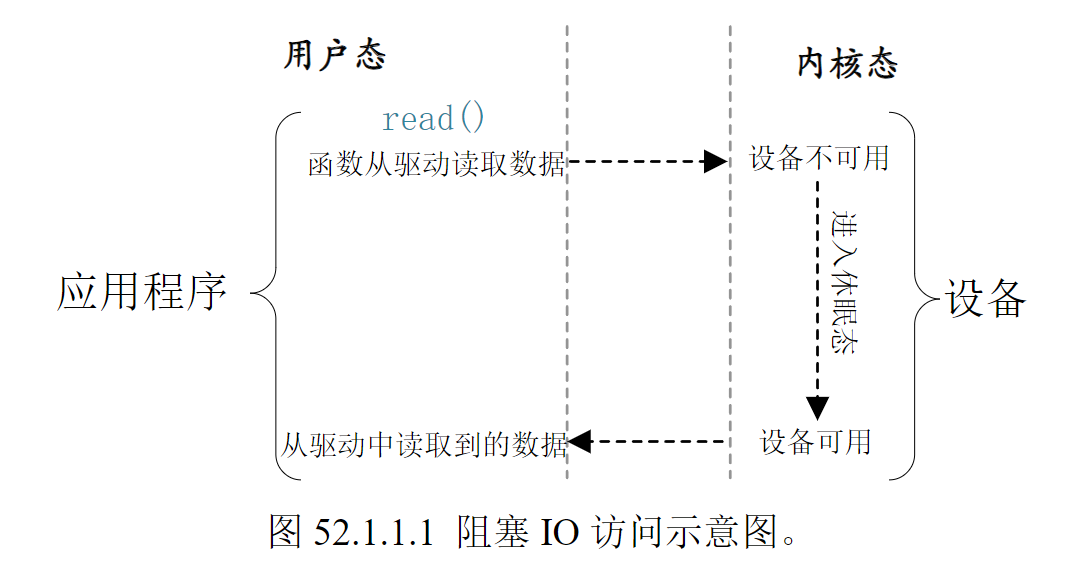 用户态
内核态
read()
函数从驱动读取数据
设备不可用
进入休眠态
应用程序
设备
从驱动中读取到的数据
设备可用
图 52.1.1.1 阻塞 IO 访问示意图。